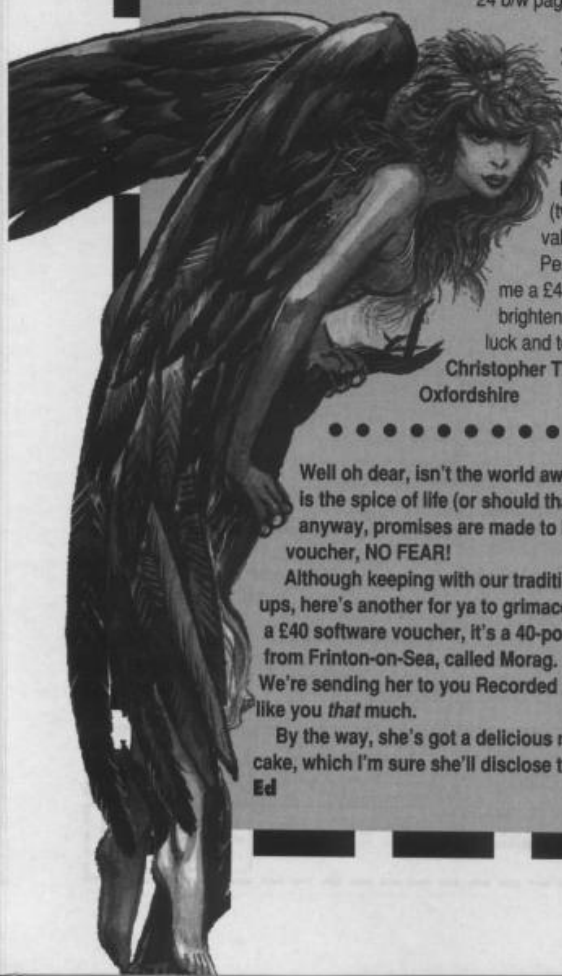 24 b/w pag
(tw
val
Pe
me a £4
brighten
luck and to
Christopher T
Oxfordshire
Well oh dear, isn't the world aw
is the spice of life (or should tha
anyway, promises are made to
voucher, NO FEAR!
Although keeping with our traditi
ups, here's another for ya to grimace
a £40 software voucher, it's a 40-po
from Frinton-on-Sea, called Morag.
We're sending her to you Recorded
like you that much.
By the way, she's got a delicious
cake, which I'm sure she'll disclose t
Ed